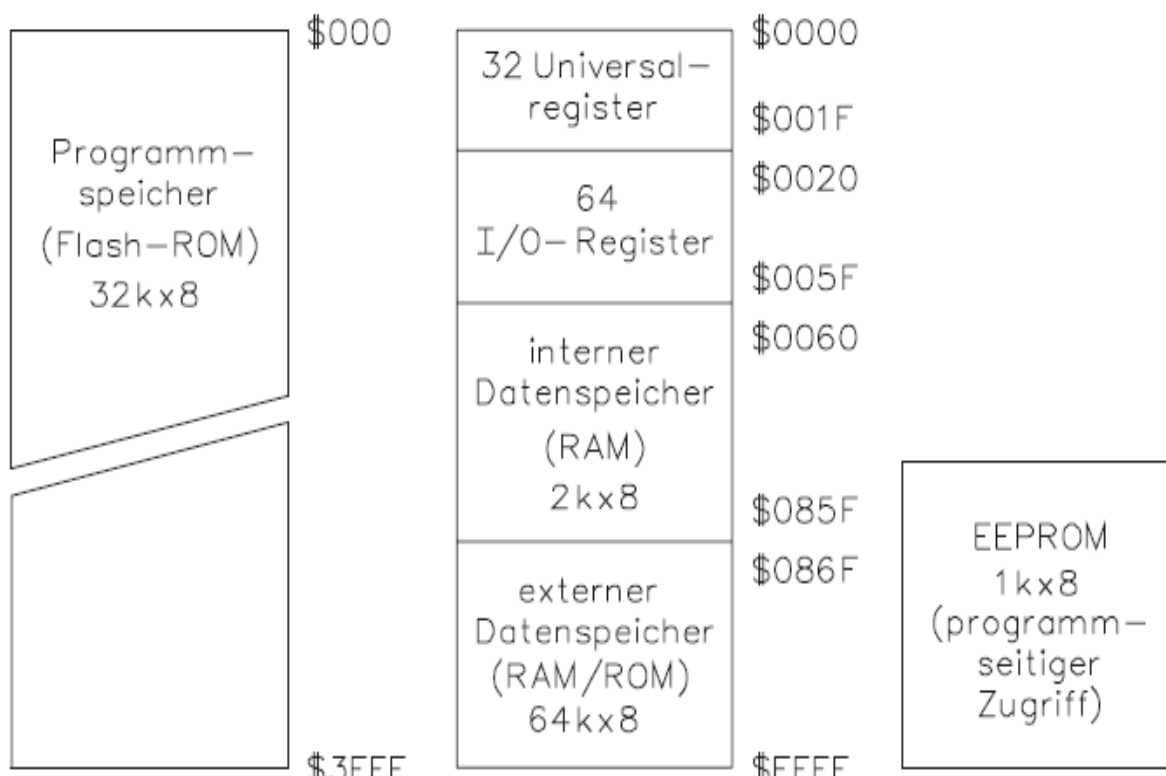 $000
Programm-
speicher
(Flash-ROM)
32kx8
$3FFF
32 Universal-
register
$0000
$001F
64
I/O-Register
$0020
$005F
interner
Datenspeicher
(RAM)
2kx8
$0060
$085F
externer
Datenspeicher
(RAM/ROM)
64kx8
$086F
$FFFF
EEPROM
1kx8
(programm-
seitiger
Zugriff)